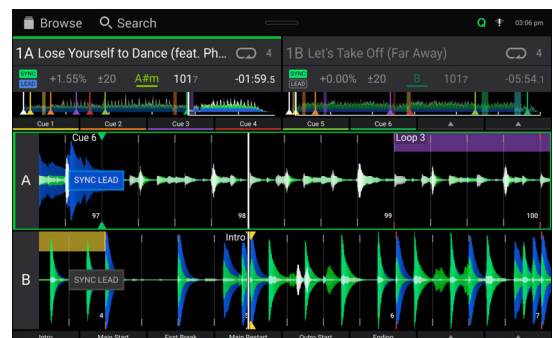 Browse Search Q 03:06 pm
1A Lose Yourself to Dance (feat. Ph... 4
1B Let's Take Off (Far Away) 4
SYNC LEAD +1.55% ±20 A#m 1017 -01:59.5
SYNC LEAD +0.00% ±20 B 1017 -05:54.1
Cue 1 Cue 2 Cue 3 Cue 4 Cue 5 Cue 6
Cue 6 Loop 3
A SYNC LEAD
97 98 99 100
Intro
B SYNC LEAD
4 5 6 7
Intro Main Start First Break Main Restart Outro Start Ending